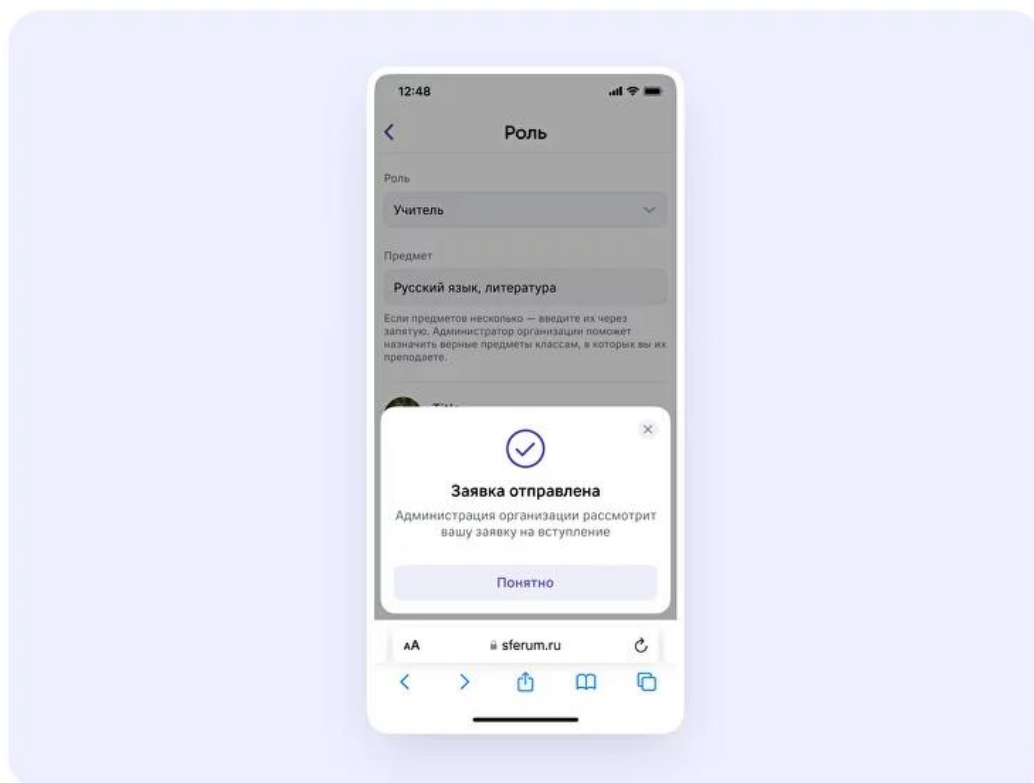 12:48
Роль
Роль
Учитель
Предмет
Русский язык, литература
Если предметов несколько — введите их через
запятую. Администратор организации поможет
назначить верные предметы классам, в которых вы их
преподаете.
Title
Заявка отправлена
Администрация организации рассмотрит
вашу заявку на вступление
Понятно
AA
sferum.ru